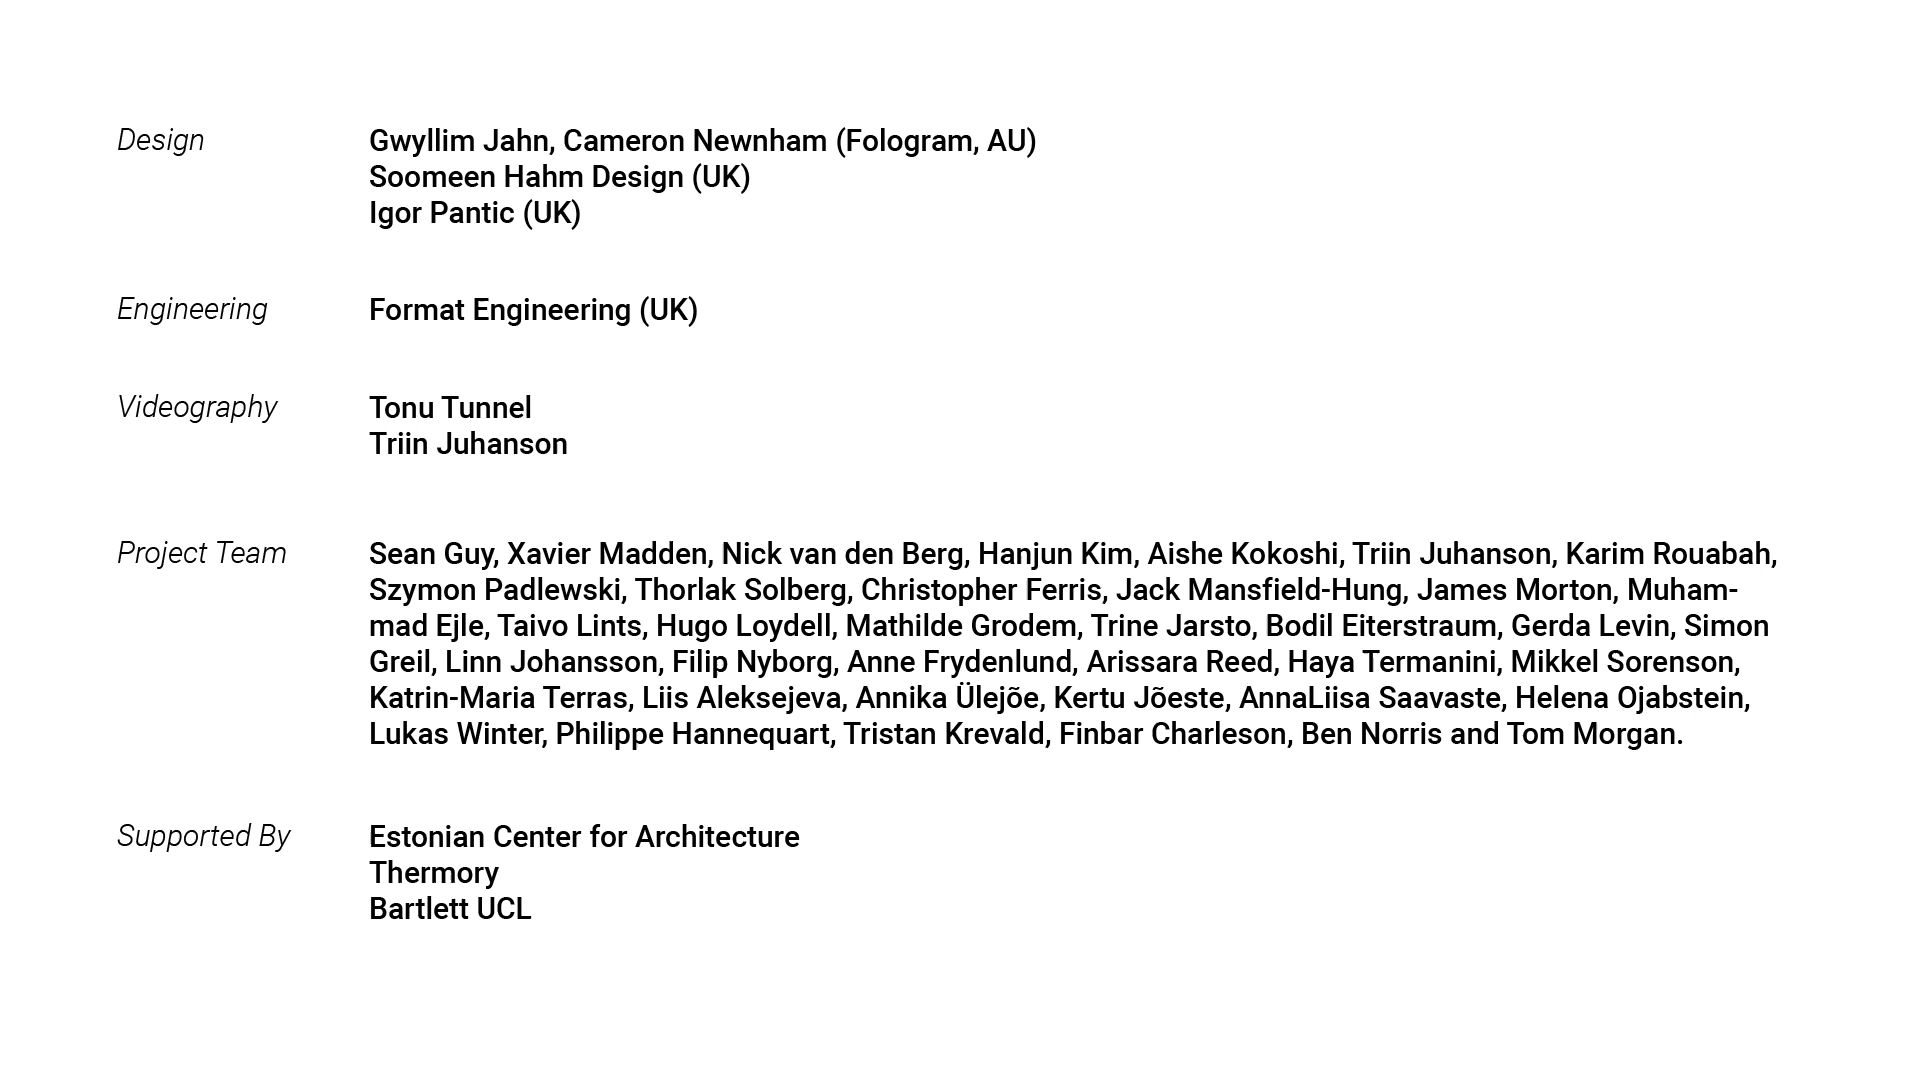 Design
Gwyllim Jahn, Cameron Newnham (Fologram, AU)
Soomeen Hahm Design (UK)
Igor Pantic (UK)
Engineering
Format Engineering (UK)
Videography
Tonu Tunnel
Triin Juhanson
Project Team
Sean Guy, Xavier Madden, Nick van den Berg, Hanjun Kim, Aishe Kokoshi, Triin Juhanson, Karim Rouabah,
Szymon Padlewski, Thorlak Solberg, Christopher Ferris, Jack Mansfield-Hung, James Morton, Muham-
mad Ejle, Taivo Lints, Hugo Loydell, Mathilde Grodem, Trine Jarsto, Bodil Eiterstraum, Gerda Levin, Simon
Greil, Linn Johansson, Filip Nyborg, Anne Frydenlund, Arissara Reed, Haya Termanini, Mikkel Sorenson,
Katrin-Maria Terras, Liis Aleksejeva, Annika Ülejõe, Kertu Jõeste, AnnaLiisa Saavaste, Helena Ojabstein,
Lukas Winter, Philippe Hannequart, Tristan Krevald, Finbar Charleson, Ben Norris and Tom Morgan.
Supported By
Estonian Center for Architecture
Thermory
Bartlett UCL